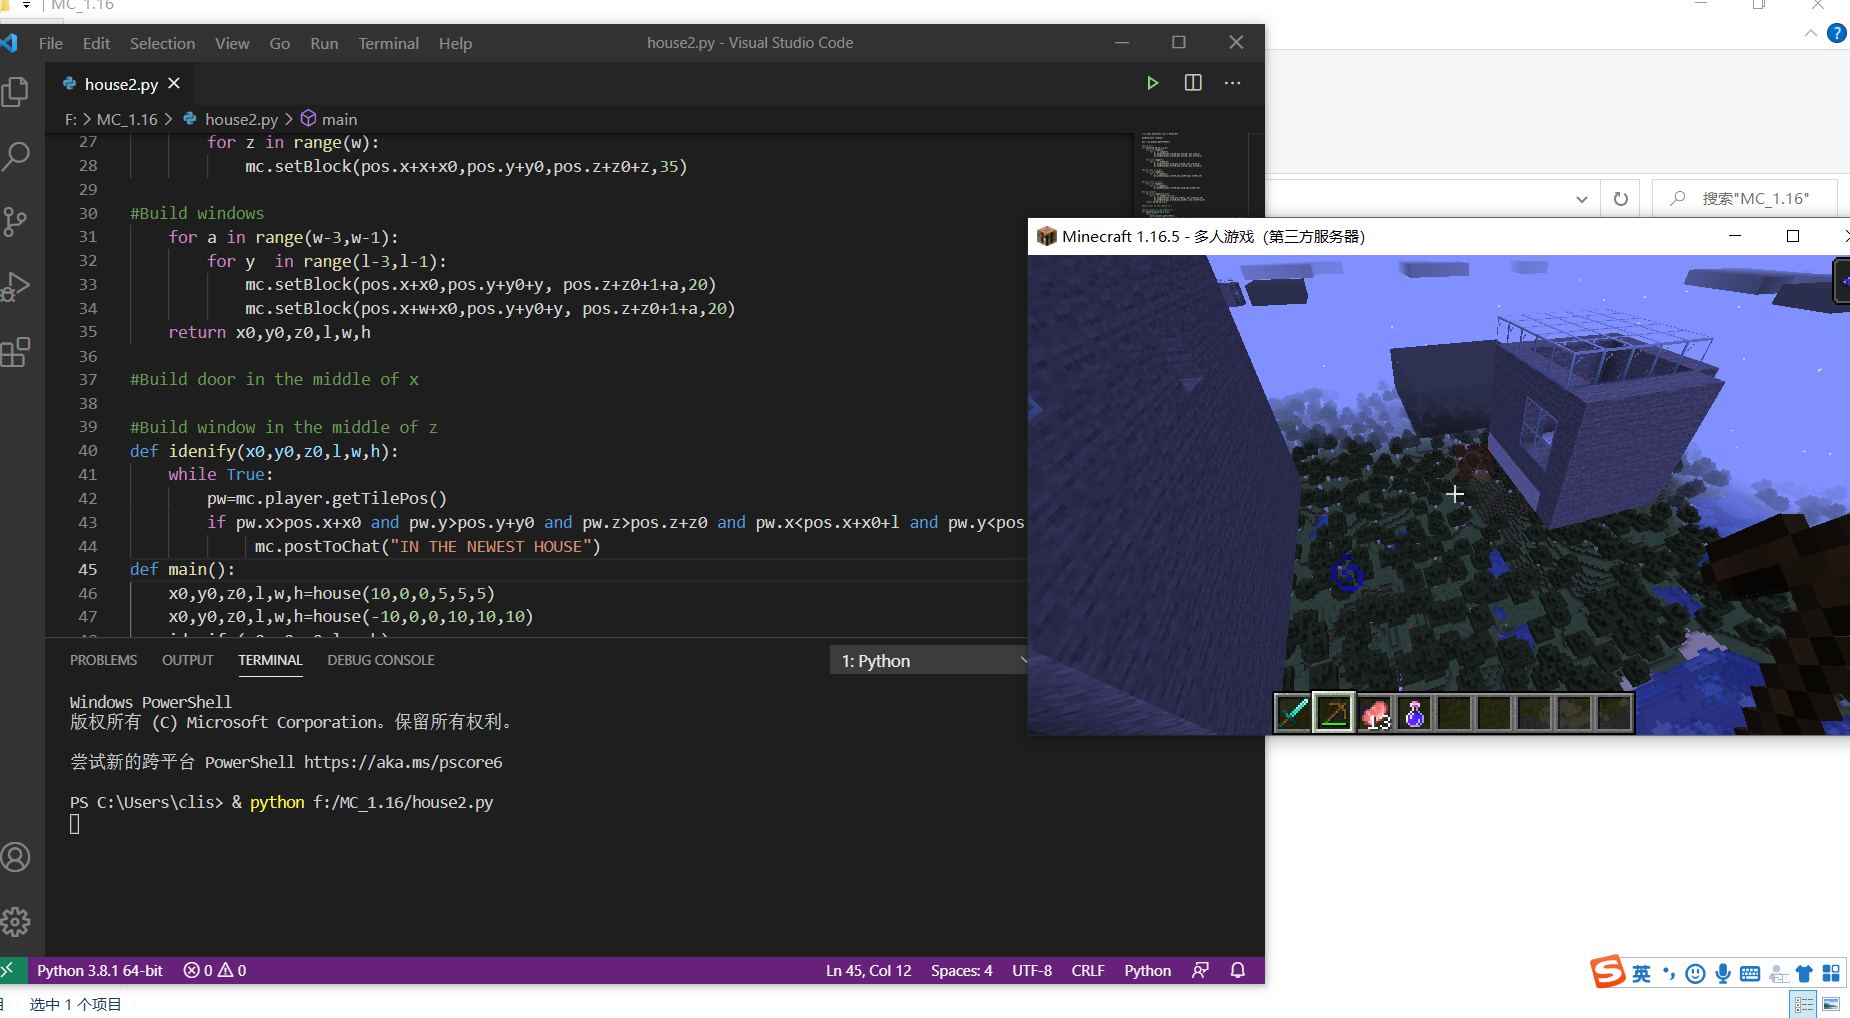 MC_1.16
File Edit Selection View Go Run Terminal Help
house2.py - Visual Studio Code
house2.py
F: > MC_1.16 > house2.py > main
27 for z in range(w):
28 mc.setBlock(pos.x+x+x0,pos.y+y0,pos.z+z0+z,35)
29
30 #Build windows
31 for a in range(w-3,w-1):
32 for y  in range(l-3,l-1):
33 mc.setBlock(pos.x+x0,pos.y+y0+y, pos.z+z0+1+a,20)
34 mc.setBlock(pos.x+w+x0,pos.y+y0+y, pos.z+z0+1+a,20)
35 return x0,y0,z0,l,w,h
36
37 #Build door in the middle of x
38
39 #Build window in the middle of z
40 def idenify(x0,y0,z0,l,w,h):
41 while True:
42 pw=mc.player.getTilePos()
43 if pw.x>pos.x+x0 and pw.y>pos.y+y0 and pw.z>pos.z+z0 and pw.x<pos.x+x0+l and pw.y<pos
44 mc.postToChat("IN THE NEWEST HOUSE")
45 def main():
46 x0,y0,z0,l,w,h=house(10,0,0,5,5,5)
47 x0,y0,z0,l,w,h=house(-10,0,0,10,10,10)
PROBLEMS OUTPUT TERMINAL DEBUG CONSOLE
1: Python
Windows PowerShell
版权所有 (C) Microsoft Corporation。保留所有权利。
尝试新的跨平台 PowerShell https://aka.ms/pscore6
PS C:\Users\clis> & python f:/MC_1.16/house2.py
Python 3.8.1 64-bit 0 0
Ln 45, Col 12 Spaces: 4 UTF-8 CRLF Python
选中 1 个项目
搜索"MC_1.16"
Minecraft 1.16.5 - 多人游戏（第三方服务器）
13
英